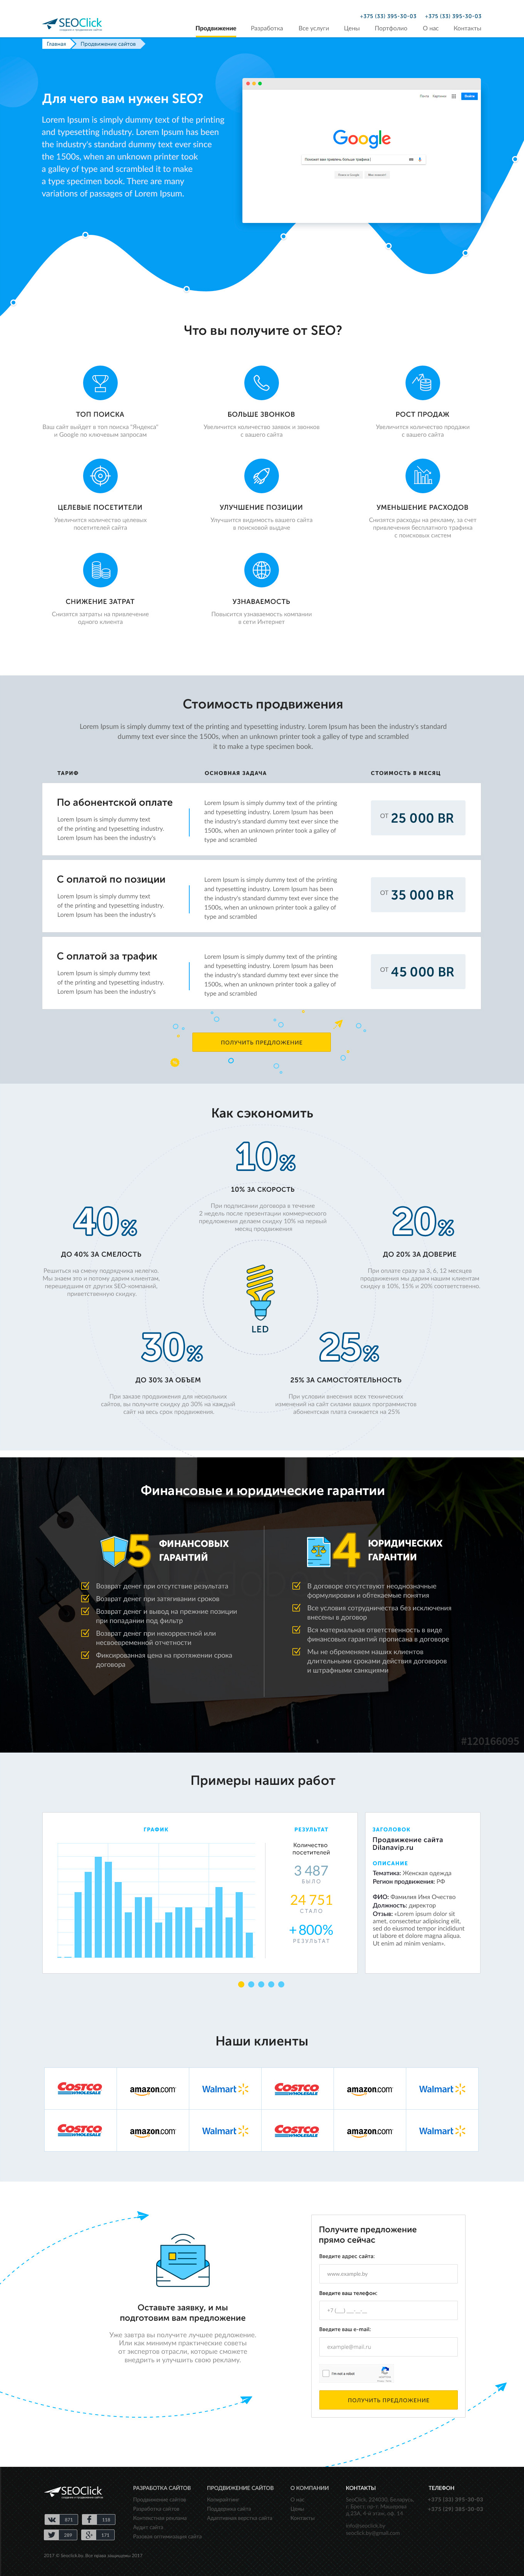 SEOClick
+375 (33) 395-30-03 +375 (33) 395-30-03
Продвижение Разработка Все услуги Цены Портфолио О нас Контакты
Главная Продвижение сайтов
Для чего вам нужен SEO?
Lorem Ipsum is simply dummy text of the printing
and typesetting industry. Lorem Ipsum has been
the industry's standard dummy text ever since
the 1500s, when an unknown printer took
a galley of type and scrambled it to make
a type specimen book. There are many
variations of passages of Lorem Ipsum.
Почта Картинки Войти
Google
Поможет вам привлечь больше трафика
Поиск в Google Мне повезёт!
Что вы получите от SEO?
ТОП ПОИСКА
Ваш сайт выйдет в топ поиска "Яндекса"
и Google по ключевым запросам
БОЛЬШЕ ЗВОНКОВ
Увеличится количество заявок и звонков
с вашего сайта
РОСТ ПРОДАЖ
Увеличится количество продажи
с вашего сайта
ЦЕЛЕВЫЕ ПОСЕТИТЕЛИ
Увеличится количество целевых
посетителей сайта
УЛУЧШЕНИЕ ПОЗИЦИИ
Улучшится видимость вашего сайта
в поисковой выдаче
УМЕНЬШЕНИЕ РАСХОДОВ
Снизятся расходы на рекламу, за счет
привлечения бесплатного трафика
с поисковых систем
СНИЖЕНИЕ ЗАТРАТ
Снизятся затраты на привлечение
одного клиента
УЗНАВАЕМОСТЬ
Повысится узнаваемость компании
в сети Интернет
Стоимость продвижения
Lorem Ipsum is simply dummy text of the printing and typesetting industry. Lorem Ipsum has been the industry's standard
dummy text ever since the 1500s, when an unknown printer took a galley of type and scrambled
it to make a type specimen book.
ТАРИФ ОСНОВНАЯ ЗАДАЧА СТОИМОСТЬ В МЕСЯЦ
По абонентской оплате
Lorem Ipsum is simply dummy text
of the printing and typesetting industry.
Lorem Ipsum has been the industry's
Lorem Ipsum is simply dummy text of the printing
and typesetting industry. Lorem Ipsum has been
the industry's standard dummy text ever since the
1500s, when an unknown printer took a galley of
type and scrambled
ОТ 25 000 BR
С оплатой по позиции
Lorem Ipsum is simply dummy text
of the printing and typesetting industry.
Lorem Ipsum has been the industry's
Lorem Ipsum is simply dummy text of the printing
and typesetting industry. Lorem Ipsum has been
the industry's standard dummy text ever since the
1500s, when an unknown printer took a galley of
type and scrambled
ОТ 35 000 BR
С оплатой за трафик
Lorem Ipsum is simply dummy text
of the printing and typesetting industry.
Lorem Ipsum has been the industry's
Lorem Ipsum is simply dummy text of the printing
and typesetting industry. Lorem Ipsum has been
the industry's standard dummy text ever since the
1500s, when an unknown printer took a galley of
type and scrambled
ОТ 45 000 BR
ПОЛУЧИТЬ ПРЕДЛОЖЕНИЕ
Как сэкономить
10%
10% ЗА СКОРОСТЬ
При подписании договора в течение
2 недель после презентации коммерческого
предложения делаем скидку 10% на первый
месяц продвижения
40%
ДО 40% ЗА СМЕЛОСТЬ
Решиться на смену подрядчика нелегко.
Мы знаем это и потому дарим клиентам,
перешедшим от других SEO-компаний,
приветственную скидку.
20%
ДО 20% ЗА ДОВЕРИЕ
При оплате сразу за 3, 6, 12 месяцев
продвижения мы дарим нашим клиентам
скидку в 10%, 15% и 20% соответственно.
LED
30%
ДО 30% ЗА ОБЪЕМ
При заказе продвижения для нескольких
сайтов, вы получите скидку до 30% на каждый
сайт на весь срок продвижения.
25%
25% ЗА САМОСТОЯТЕЛЬНОСТЬ
При условии внесения всех технических
изменений на сайт силами ваших программистов
абонентская плата снижается на 25%
Финансовые и юридические гарантии
5 ФИНАНСОВЫХ
ГАРАНТИЙ
Возврат денег при отсутствие результата
Возврат денег при затягивании сроков
Возврат денег и вывод на прежние позиции
при попадании под фильтр
Возврат денег при некорректной или
несвоевременной отчетности
Фиксированная цена на протяжении срока
договора
4 ЮРИДИЧЕСКИХ
ГАРАНТИИ
В договоре отсутствуют неоднозначные
формулировки и обтекаемые понятия
Все условия сотрудничества без исключения
внесены в договор
Вся материальная ответственность в виде
финансовых гарантий прописана в договоре
Мы не обременяем наших клиентов
длительными сроками действия договоров
и штрафными санкциями
#120166095
Примеры наших работ
ГРАФИК
РЕЗУЛЬТАТ
Количество
посетителей
3 487
БЫЛО
24 751
СТАЛО
+800%
РЕЗУЛЬТАТ
ЗАГОЛОВОК
Продвижение сайта
Dilanavip.ru
ОПИСАНИЕ
Тематика: Женская одежда
Регион продвижения: РФ
ФИО: Фамилия Имя Очество
Должность: директор
Отзыв: «Lorem ipsum dolor sit
amet, consectetur adipiscing elit,
sed do eiusmod tempor incididunt
ut labore et dolore magna aliqua.
Ut enim ad minim veniam».
Наши клиенты
COSTCO WHOLESALE amazon.com Walmart COSTCO WHOLESALE amazon.com Walmart
COSTCO WHOLESALE amazon.com Walmart COSTCO WHOLESALE amazon.com Walmart
Оставьте заявку, и мы
подготовим вам предложение
Уже завтра вы получите лучшее редложение.
Или как минимум практические советы
от экспертов отрасли, которые сможете
внедрить и улучшить свою рекламу.
Получите предложение
прямо сейчас
Введите адрес сайта:
www.example.by
Введите ваш телефон:
+7 (___) ___-__-__
Введите ваш e-mail:
example@mail.ru
I'm not a robot
ПОЛУЧИТЬ ПРЕДЛОЖЕНИЕ
SEOClick
871 158
289 175
РАЗРАБОТКА САЙТОВ
Продвижение сайтов
Разработка сайтов
Контекстная реклама
Аудит сайта
Разовая оптимизация сайта
ПРОДВИЖЕНИЕ САЙТОВ
Копирайтинг
Поддержка сайта
Адаптивная верстка сайта
О КОМПАНИИ
О нас
Цены
Контакты
КОНТАКТЫ
SeoClick, 224030, Беларусь,
info@seoclick.by
seoclick.by@gmail.com
ТЕЛЕФОН
+375 (33) 395-30-03
+375 (29) 385-30-02
2017 © Seoclick.by, Все права защищены 2017